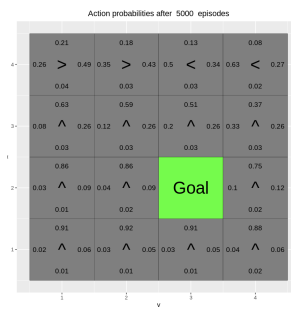 Action probabilities after 5000 episodes
0.21 0.18 0.13 0.08
4 0.26 > 0.49 0.35 > 0.43 0.5 < 0.34 0.63 < 0.27
0.04 0.03 0.03 0.02
0.63 0.59 0.51 0.37
3 0.08 ^ 0.26 0.12 ^ 0.26 0.2 ^ 0.26 0.33 ^ 0.26
0.03 0.03 0.03 0.03
0.86 0.86 0.75
2 0.03 ^ 0.09 0.04 ^ 0.09 Goal 0.1 ^ 0.12
0.01 0.02 0.02
0.91 0.92 0.91 0.88
1 0.02 ^ 0.06 0.03 ^ 0.05 0.03 ^ 0.05 0.04 ^ 0.06
0.01 0.01 0.01 0.02
1 2 3 4